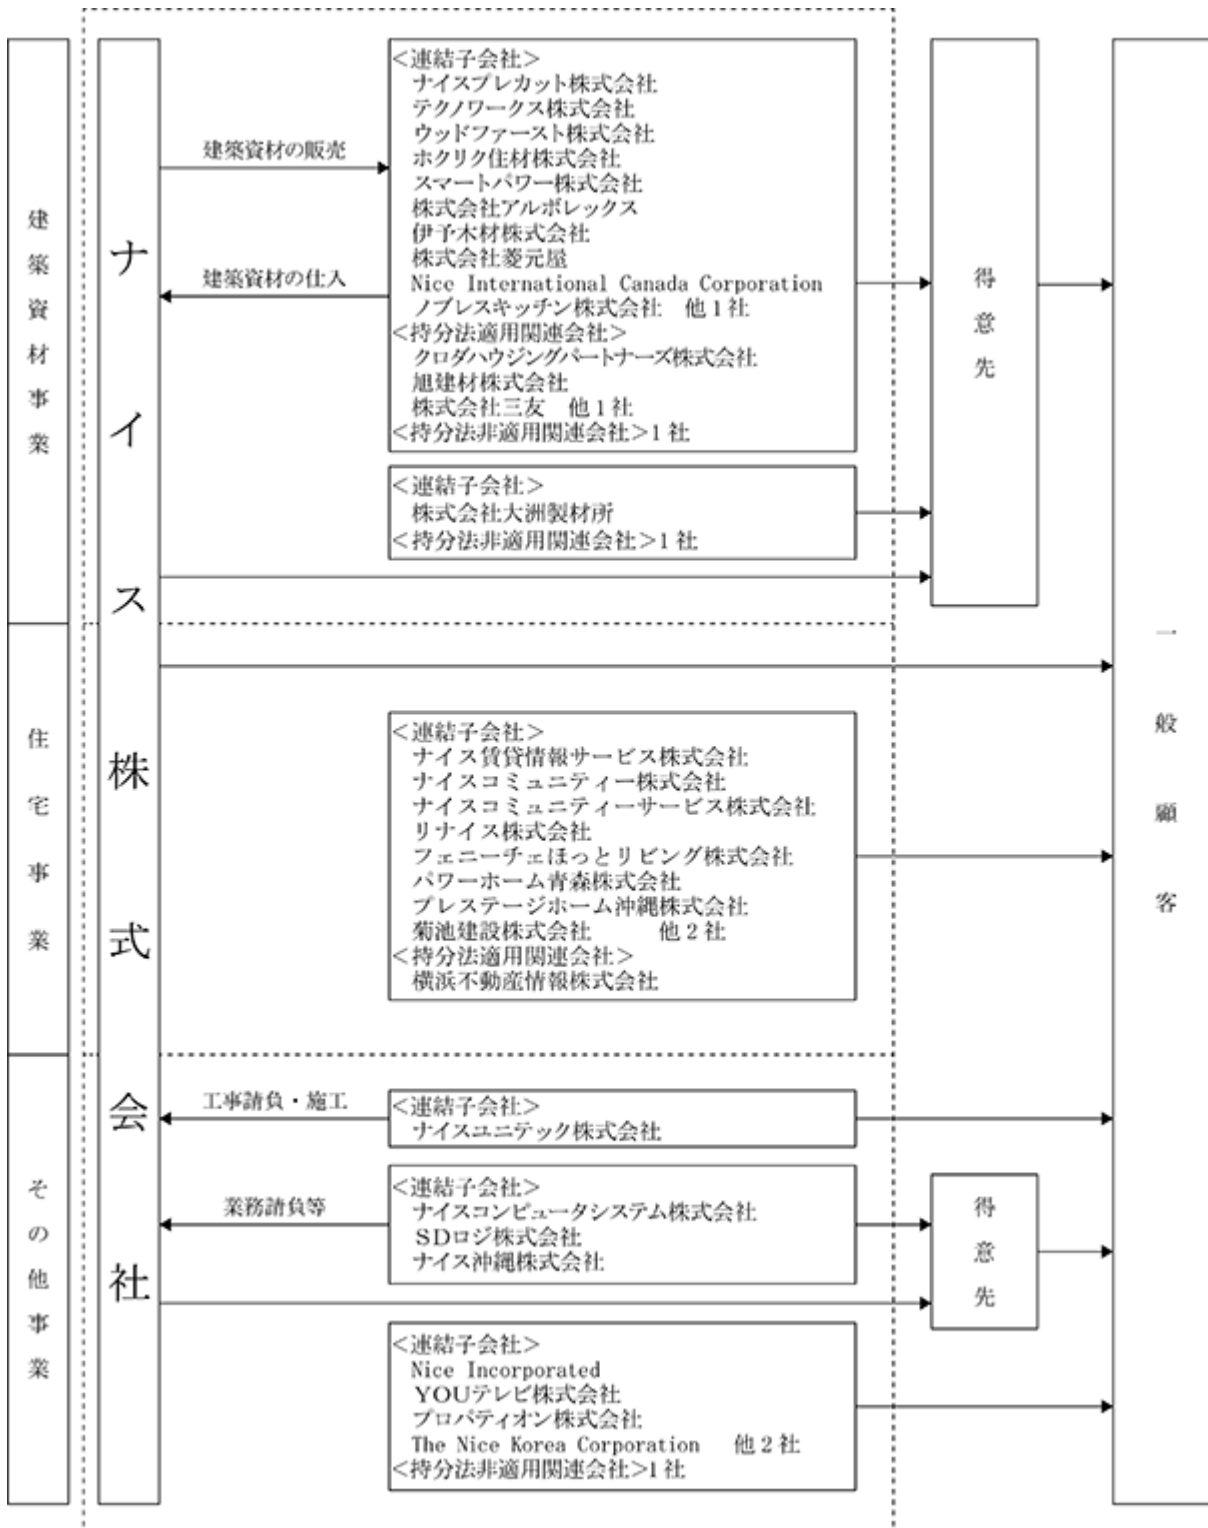 建築資材事業
住宅事業
その他事業
ナイス株式会社
建築資材の販売
建築資材の仕入
<連結子会社>
ナイスプレカット株式会社
テクノワークス株式会社
ウッドファースト株式会社
ホクリク住材株式会社
スマートパワー株式会社
株式会社アルボレックス
伊予木材株式会社
株式会社菱元屋
Nice International Canada Corporation
ノブレスキッチン株式会社 他1社
<持分法適用関連会社>
クロダハウジングパートナーズ株式会社
旭建材株式会社
株式会社三友 他1社
<持分法非適用関連会社>1社
<連結子会社>
株式会社大洲製材所
<持分法非適用関連会社>1社
得意先
<連結子会社>
ナイス賃貸情報サービス株式会社
ナイスコミュニティー株式会社
ナイスコミュニティーサービス株式会社
リナイス株式会社
フェニーチェほっとリビング株式会社
パワーホーム青森株式会社
プレステージホーム沖縄株式会社
菊池建設株式会社 他2社
<持分法適用関連会社>
横浜不動産情報株式会社
工事請負・施工
<連結子会社>
ナイスユニテック株式会社
業務請負等
<連結子会社>
ナイスコンピュータシステム株式会社
SDロジ株式会社
ナイス沖縄株式会社
得意先
<連結子会社>
Nice Incorporated
YOUテレビ株式会社
プロパティオン株式会社
The Nice Korea Corporation 他2社
<持分法非適用関連会社>1社
一般顧客